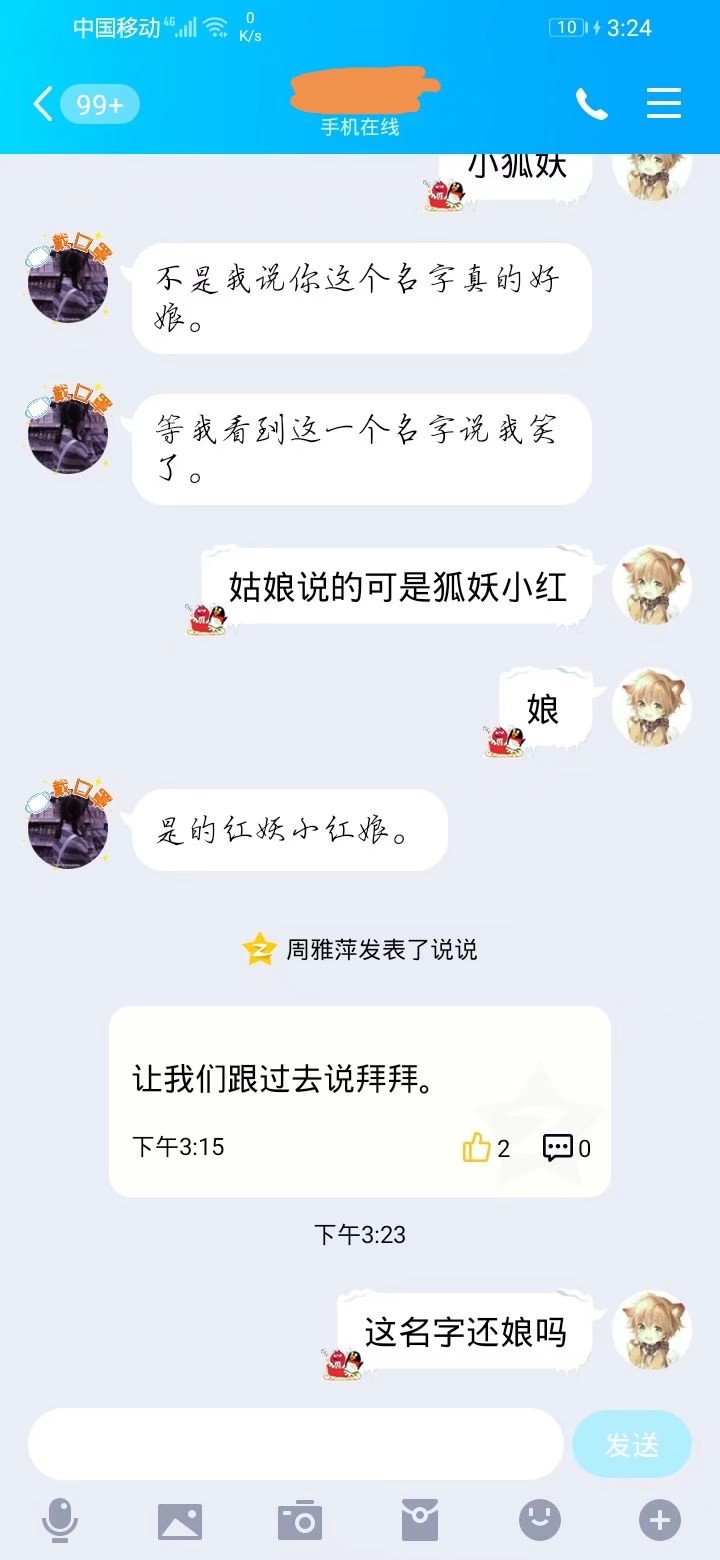 中国移动 4G 0 K/s 10 3:24
99+
手机在线
小狐妖
戴口罩
不是我说你这个名字真的好
娘。
戴口罩
等我看到这一个名字说我笑
了。
姑娘说的可是狐妖小红
娘
戴口罩
是的红妖小红娘。
周雅萍发表了说说
让我们跟过去说拜拜。
下午3:15 2 0
下午3:23
这名字还娘吗
发送